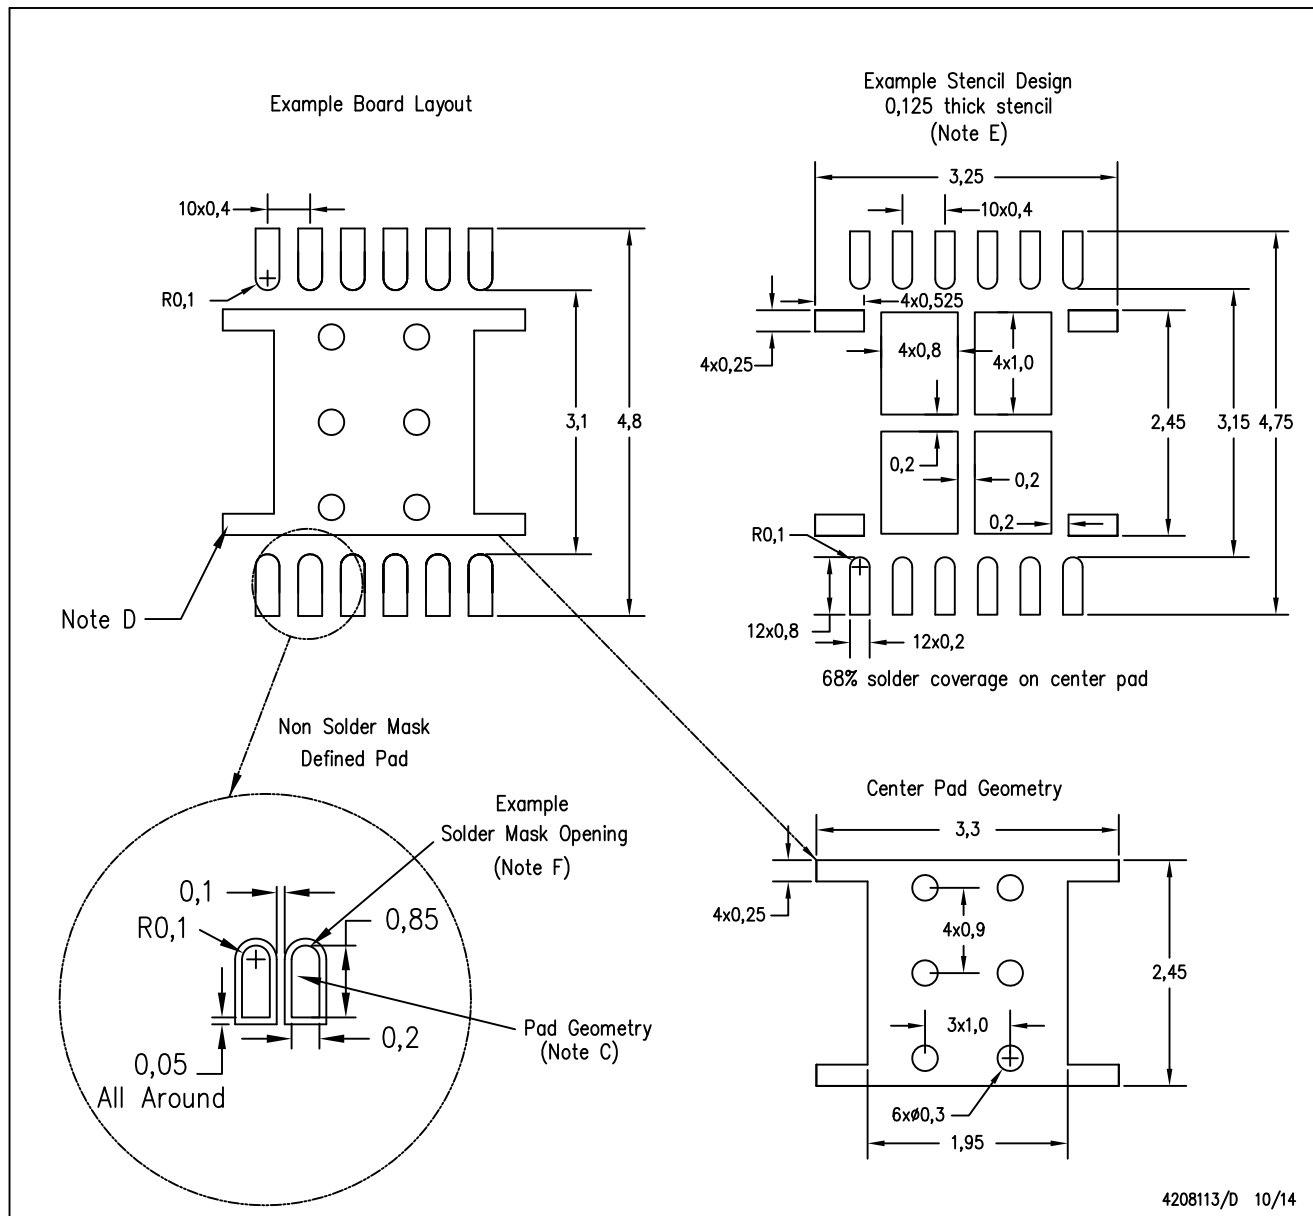 Example Board Layout
10x0,4
R0,1
3,1
4,8
Note D
Example Stencil Design
0,125 thick stencil
(Note E)
3,25
10x0,4
4x0,525
4x0,25
4x0,8
4x1,0
2,45
3,15
4,75
0,2
0,2
0,2
R0,1
12x0,8
12x0,2
68% solder coverage on center pad
Non Solder Mask
Defined Pad
Example
Solder Mask Opening
(Note F)
0,1
R0,1
0,85
Pad Geometry
(Note C)
0,2
0,05
All Around
Center Pad Geometry
3,3
4x0,25
4x0,9
2,45
3x1,0
6xø0,3
1,95
4208113/D 10/14